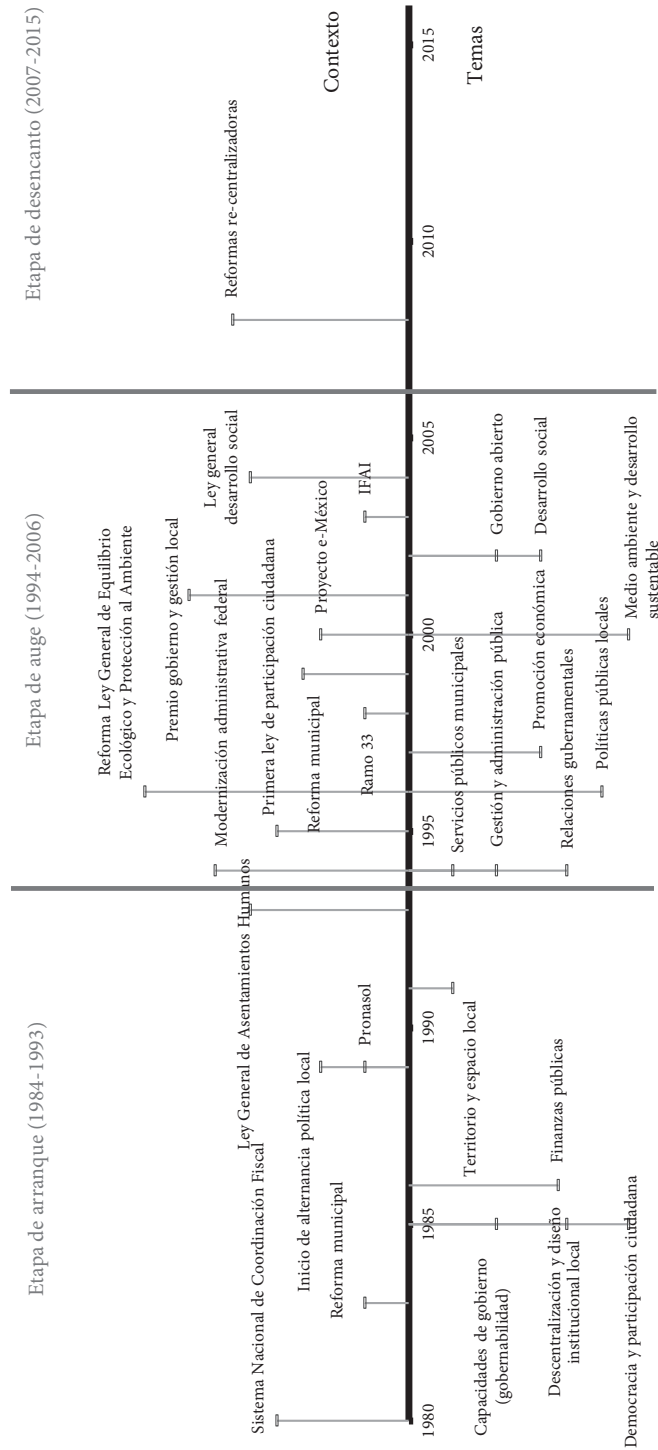 Etapa de arranque (1984-1993)
Etapa de auge (1994-2006)
Etapa de desencanto (2007-2015)
Reforma Ley General de Equilibrio
Ecológico y Protección al Ambiente
Premio gobierno y gestión local
Modernización administrativa federal
Ley general
desarrollo social
Reformas re-centralizadoras
Ley General de Asentamientos Humanos
Sistema Nacional de Coordinación Fiscal
Primera ley de participación ciudadana
Inicio de alternancia política local
Reforma municipal
Proyecto e-México
Contexto
Reforma municipal
Pronasol
Ramo 33
IFAI
1980
1985
1990
1995
2000
2005
2010
2015
Temas
Territorio y espacio local
Servicios públicos municipales
Capacidades de gobierno
(gobernabilidad)
Gestión y administración pública
Gobierno abierto
Descentralización y diseño
institucional local
Finanzas públicas
Promoción económica
Desarrollo social
Relaciones gubernamentales
Políticas públicas locales
Democracia y participación ciudadana
Medio ambiente y desarrollo
sustentable